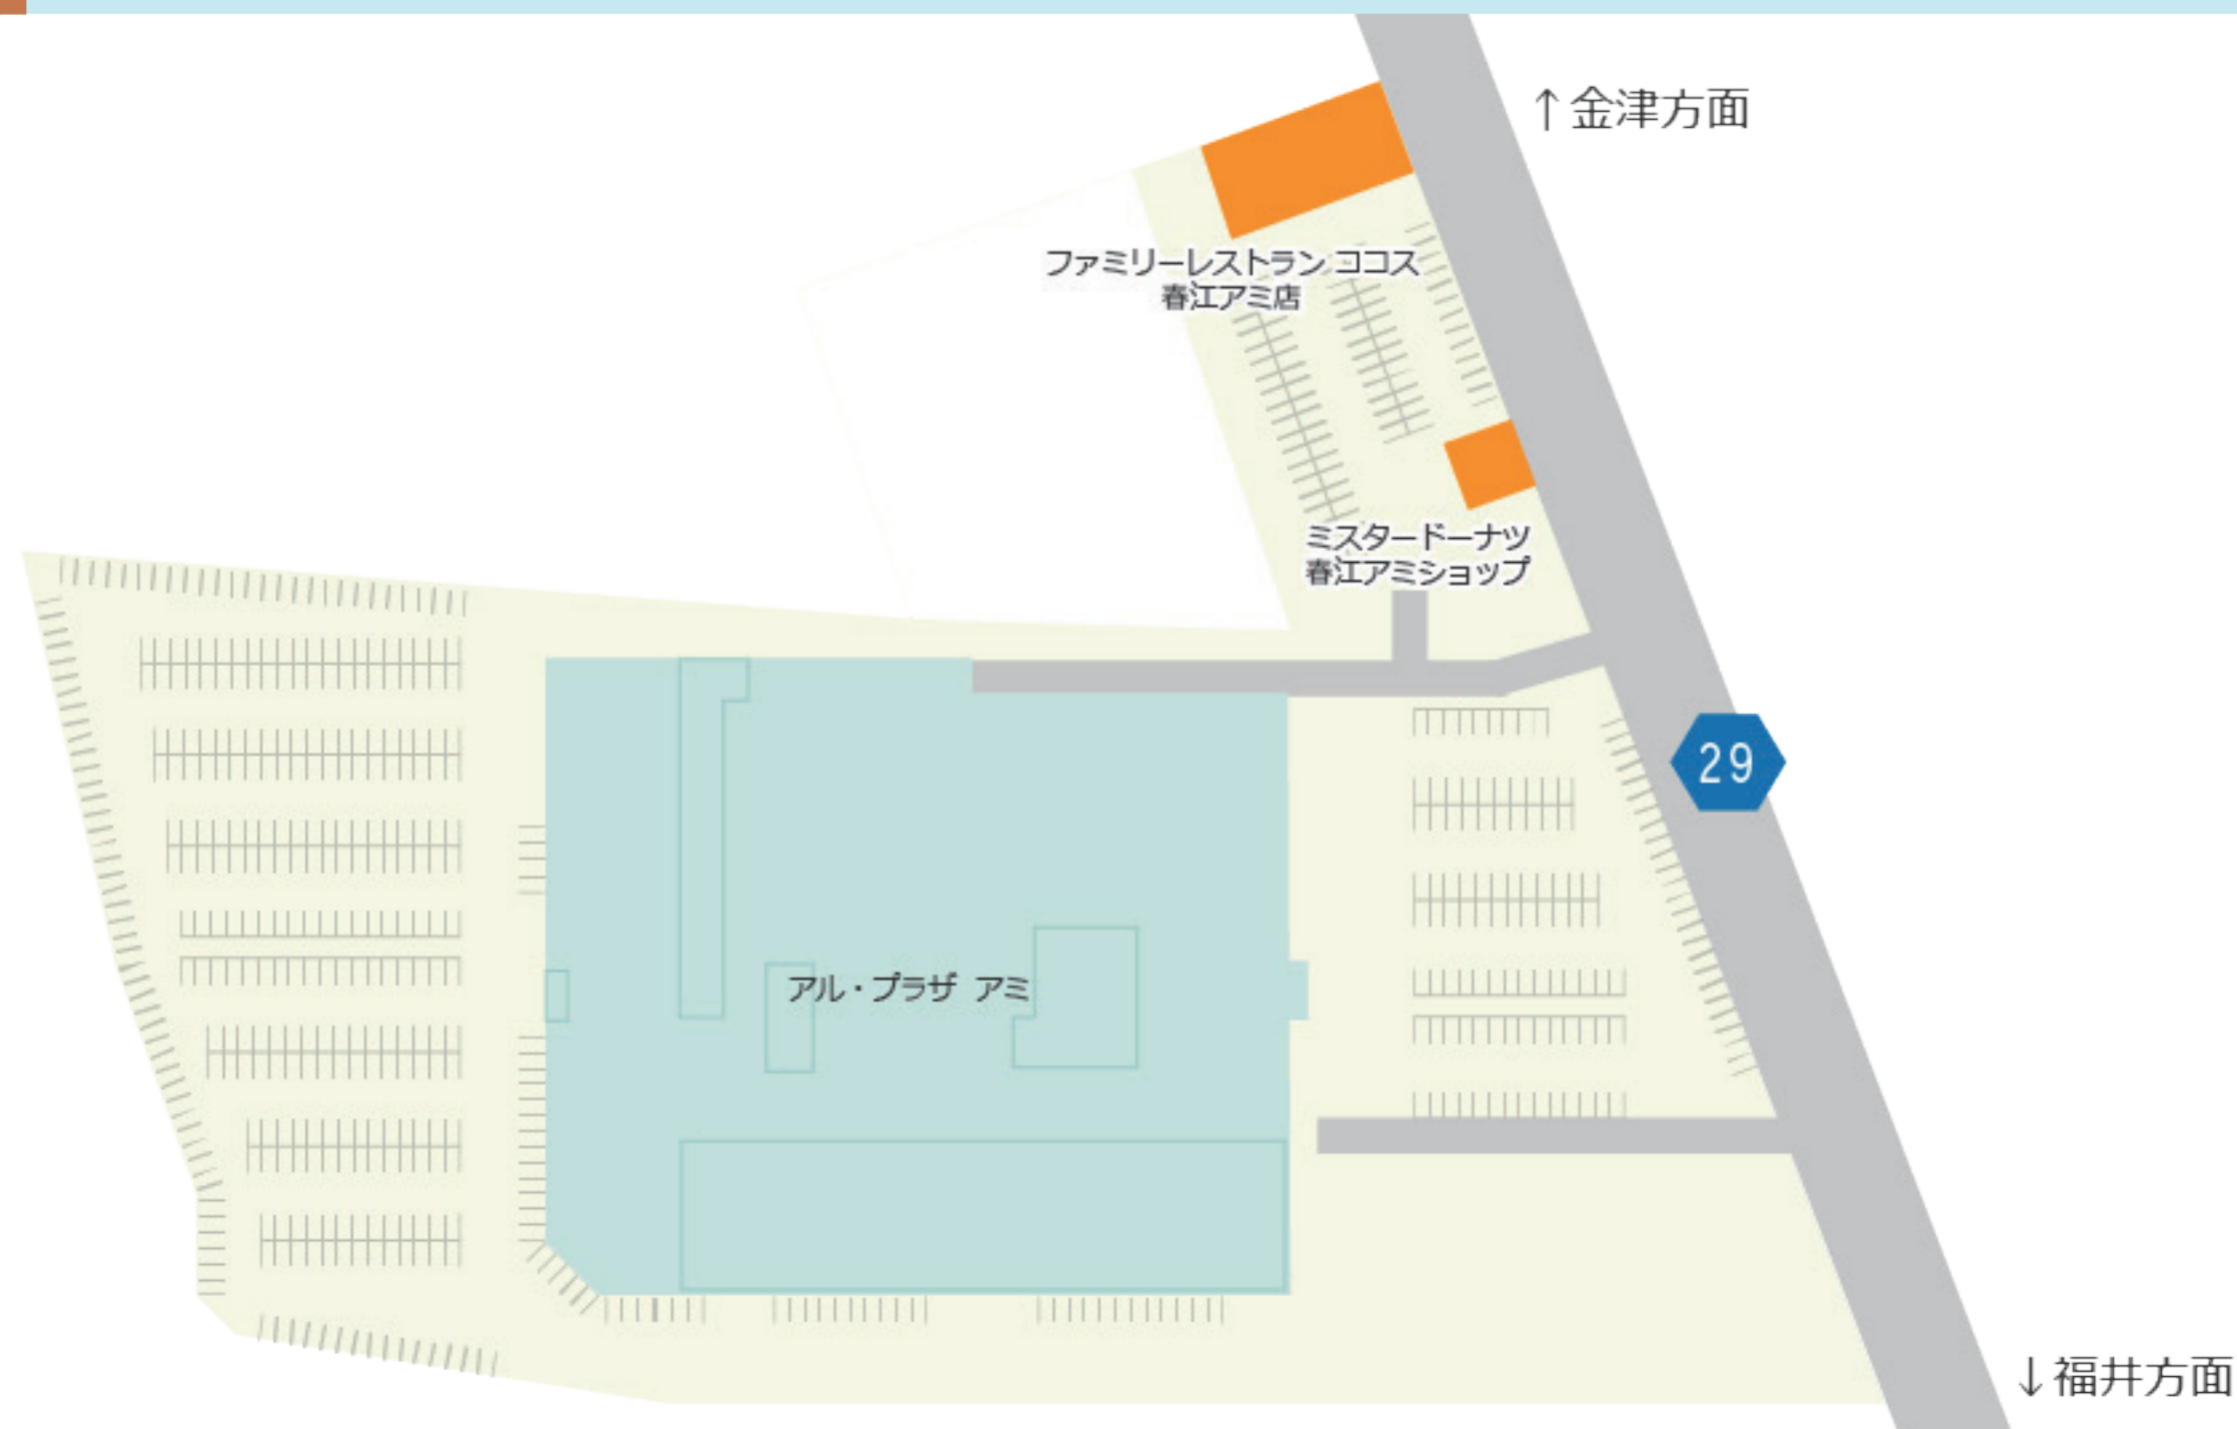 ↑金津方面
ファミリーレストラン ココス
春江アミ店
ミスタードーナツ
春江アミショップ
29
アル・プラザ アミ
↓福井方面